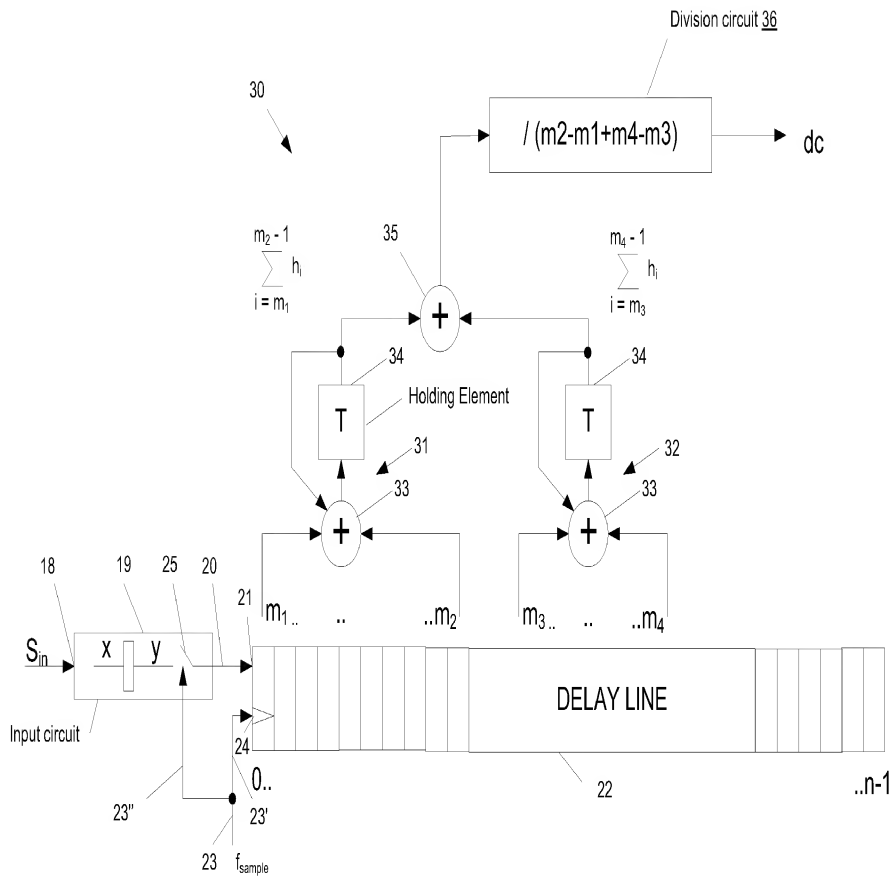 Division circuit 36
30
/ (m2-m1+m4-m3)
dc
m2 - 1
∑ hi
i = m1
35
m4 - 1
∑ hi
i = m3
34
34
T
Holding Element
T
31
32
33
33
+
+
+
18
19
25
20
21
m1..
..
..m2
m3..
..
..m4
Sin
x
y
Input circuit
24
DELAY LINE
0..
22
..n-1
23"
23'
23
fsample